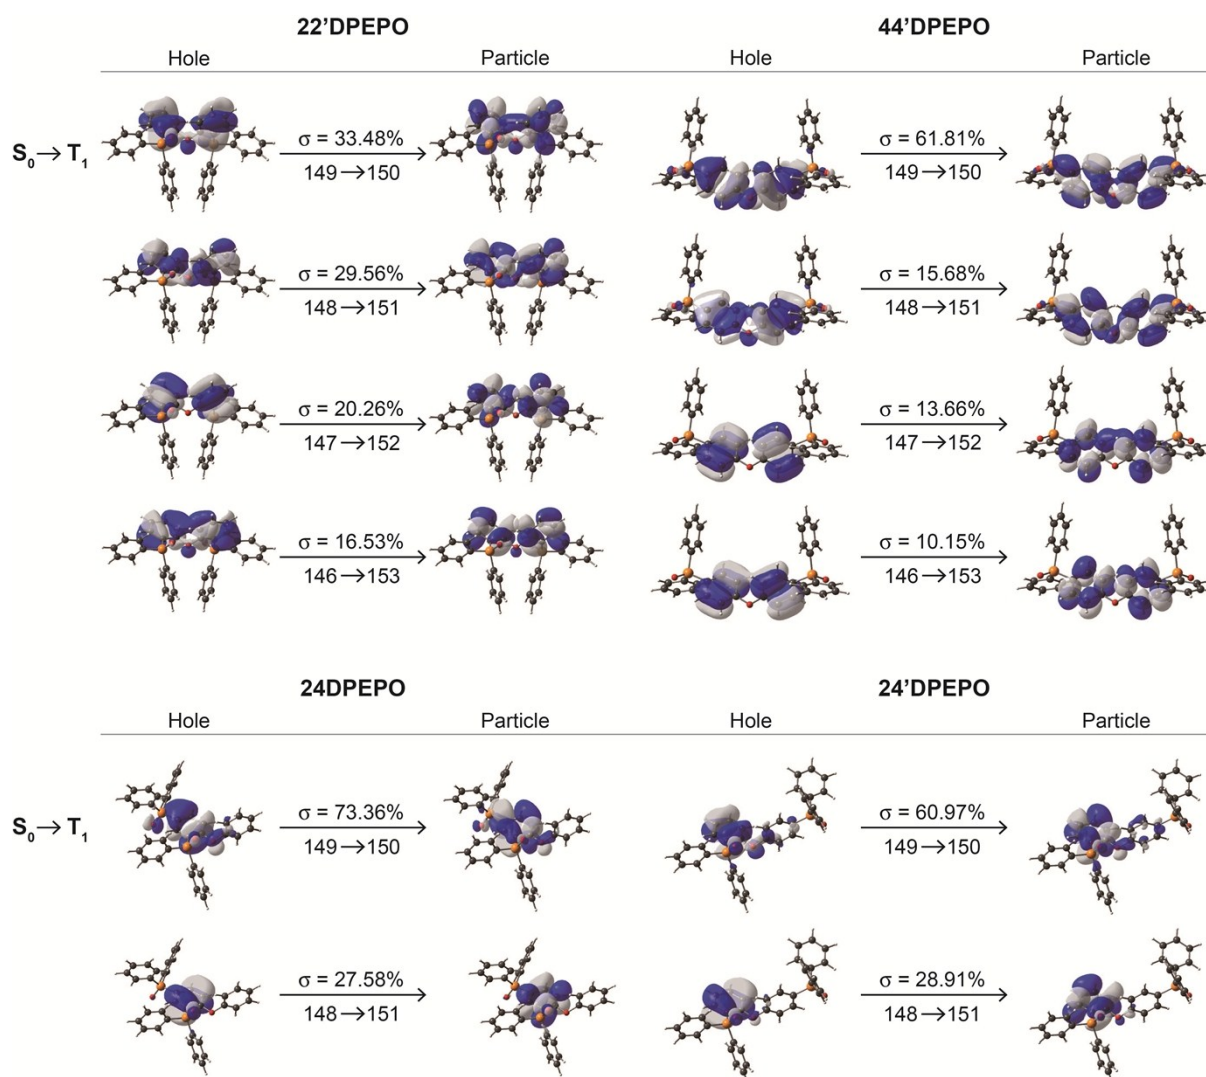 22'DPEPO 44'DPEPO
Hole Particle Hole Particle
S₀→T₁ σ = 33.48% σ = 61.81%
149→150 149→150
σ = 29.56% σ = 15.68%
148→151 148→151
σ = 20.26% σ = 13.66%
147→152 147→152
σ = 16.53% σ = 10.15%
146→153 146→153
24DPEPO 24'DPEPO
Hole Particle Hole Particle
S₀→T₁ σ = 73.36% σ = 60.97%
149→150 149→150
σ = 27.58% σ = 28.91%
148→151 148→151